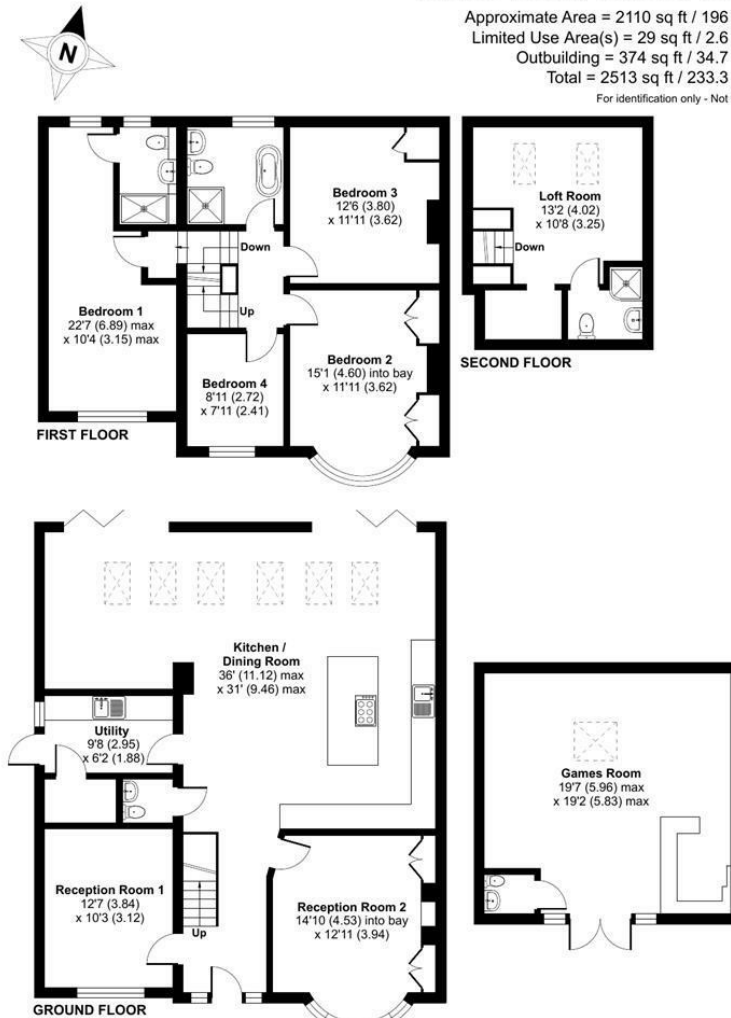 Approximate Area = 2110 sq ft / 196
Limited Use Area(s) = 29 sq ft / 2.6
Outbuilding = 374 sq ft / 34.7
Total = 2513 sq ft / 233.3
For identification only - Not
N
Bedroom 3
12'6 (3.80)
x 11'11 (3.62)
Loft Room
13'2 (4.02)
x 10'8 (3.25)
Down
Down
Bedroom 1
22'7 (6.89) max
x 10'4 (3.15) max
Up
Bedroom 2
15'1 (4.60) into bay
x 11'11 (3.62)
Bedroom 4
8'11 (2.72)
x 7'11 (2.41)
SECOND FLOOR
FIRST FLOOR
Kitchen /
Dining Room
36' (11.12) max
x 31' (9.46) max
Utility
9'8 (2.95)
x 6'2 (1.88)
Games Room
19'7 (5.96) max
x 19'2 (5.83) max
Reception Room 1
12'7 (3.84)
x 10'3 (3.12)
Reception Room 2
14'10 (4.53) into bay
x 12'11 (3.94)
Up
GROUND FLOOR